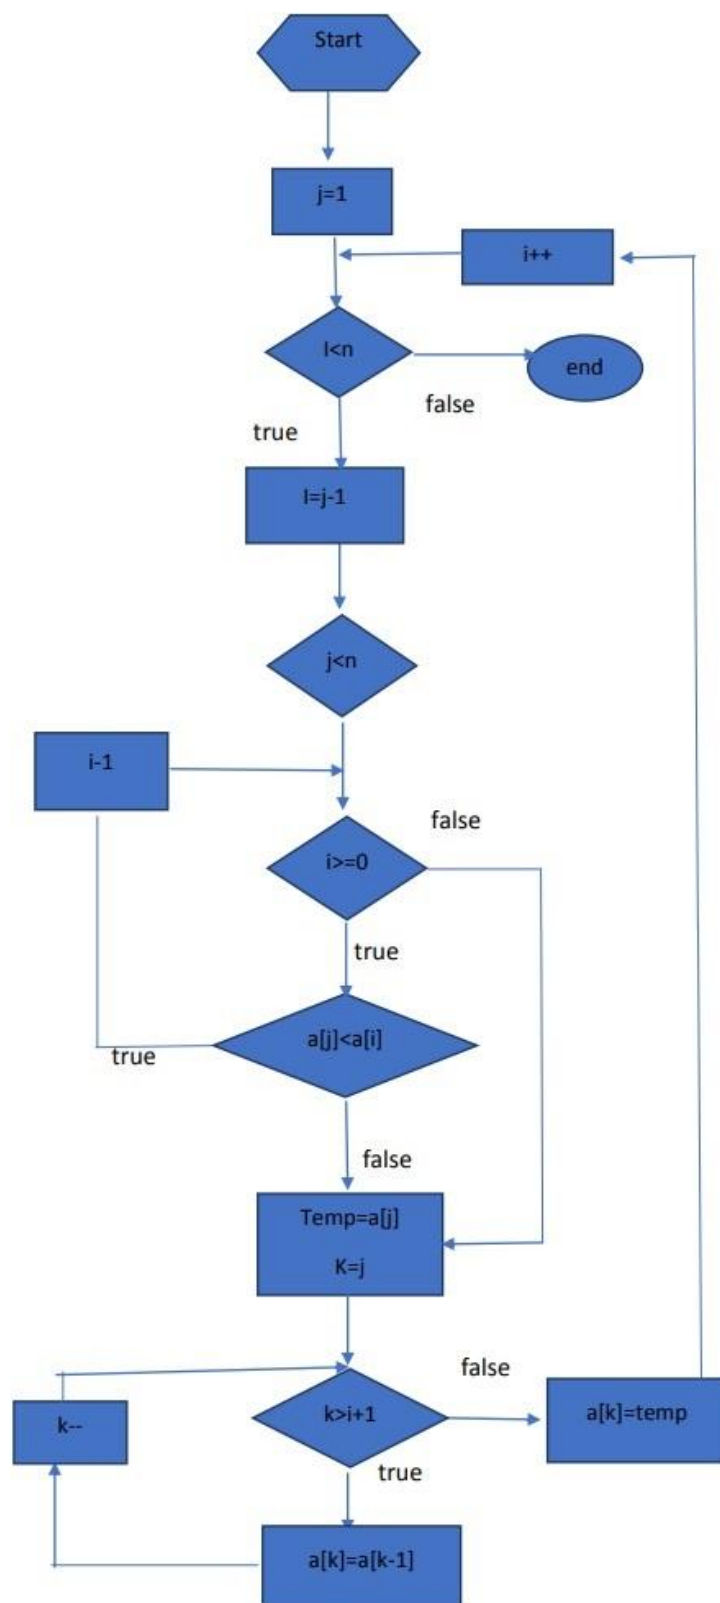 Start
j=1
i++
I<n
end
false
true
I=j-1
j<n
i-1
false
i>=0
true
a[j]<a[i]
true
false
Temp=a[j]
K=j
false
k>i+1
a[k]=temp
k--
true
a[k]=a[k-1]